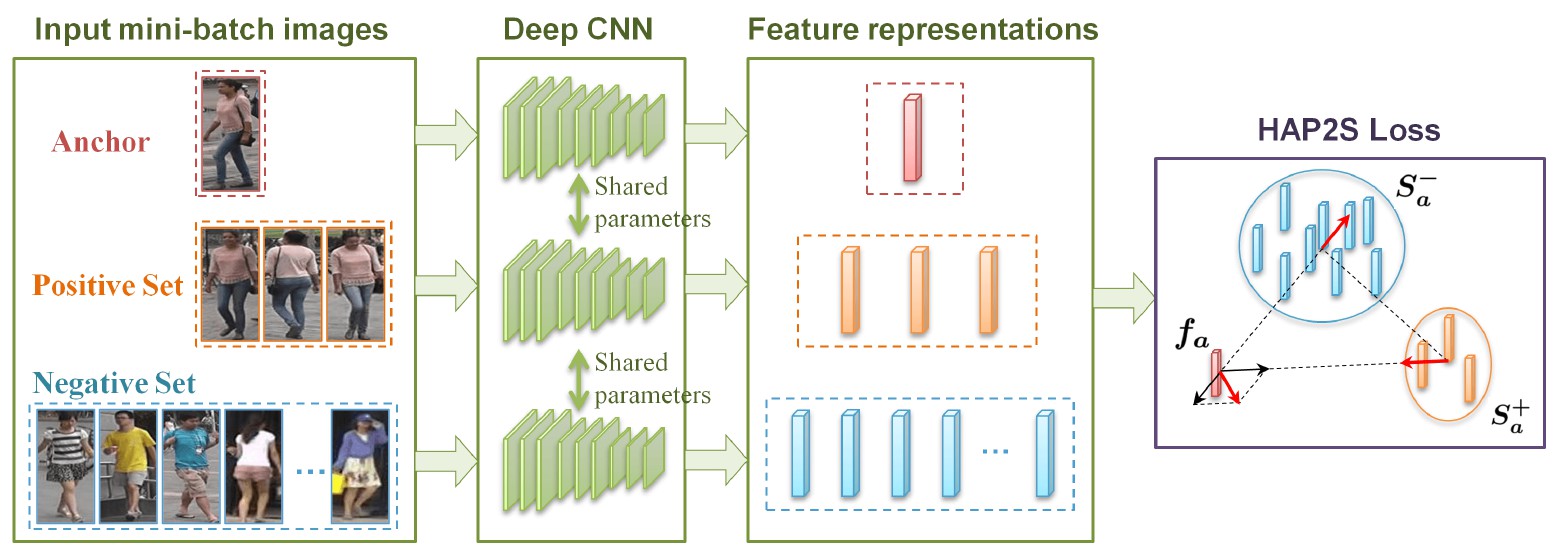 Input mini-batch images
Deep CNN
Feature representations
HAP2S Loss
Anchor
Positive Set
Negative Set
Shared
parameters
Shared
parameters
...
...
$S_a^-$
$f_a$
$S_a^+$